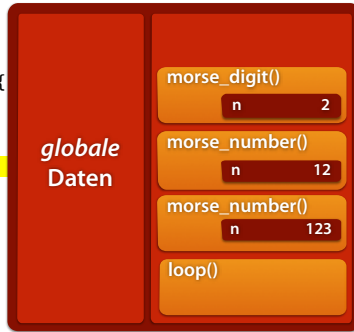 {
globale
Daten
morse_digit()
n 2
morse_number()
n 12
morse_number()
n 123
loop()